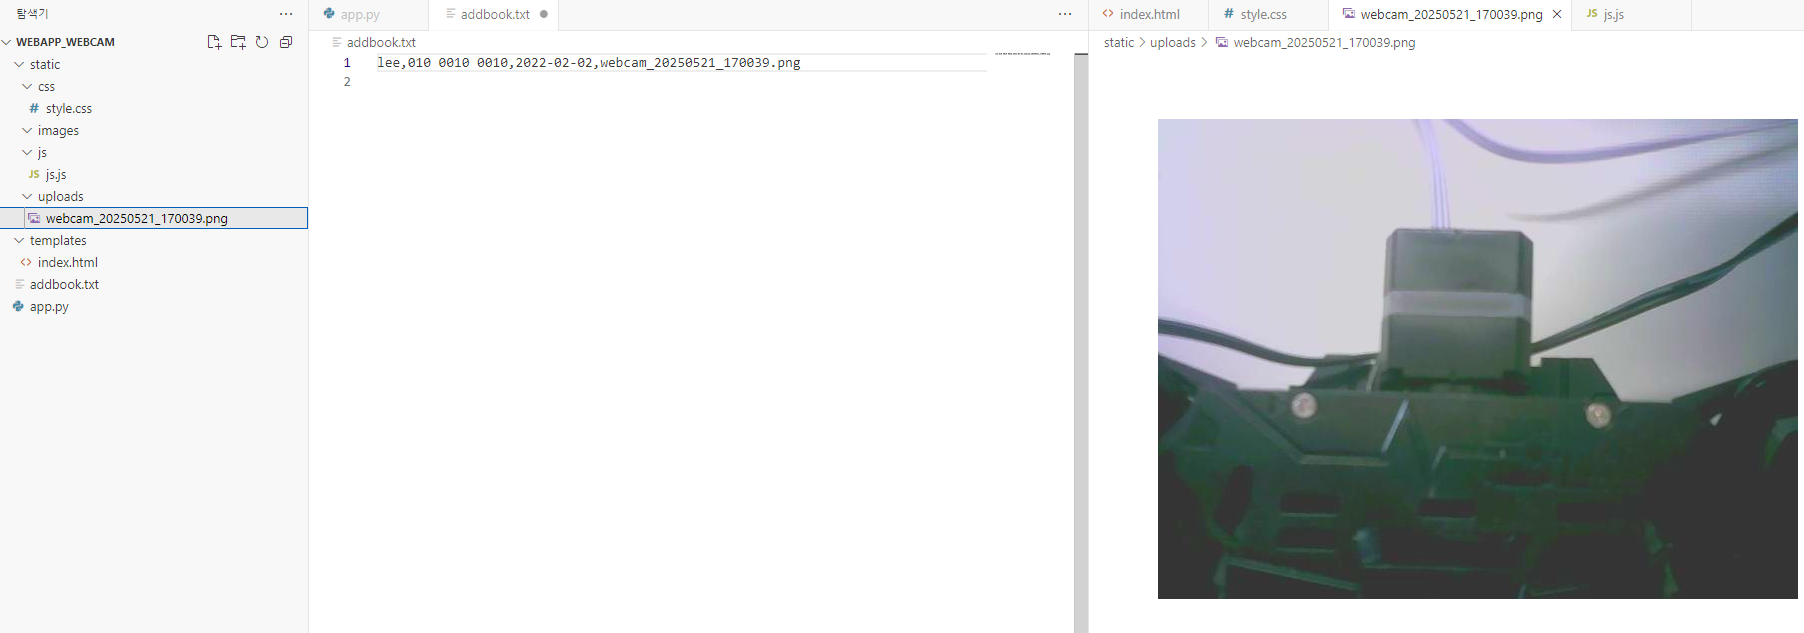 탐색기
WEBAPP_WEBCAM
static
css
# style.css
images
js
JS js.js
uploads
webcam_20250521_170039.png
templates
<> index.html
addbook.txt
app.py
app.py addbook.txt
addbook.txt
1 lee,010 0010 0010,2022-02-02,webcam_20250521_170039.png
2
<> index.html # style.css webcam_20250521_170039.png JS js.js
static > uploads > webcam_20250521_170039.png